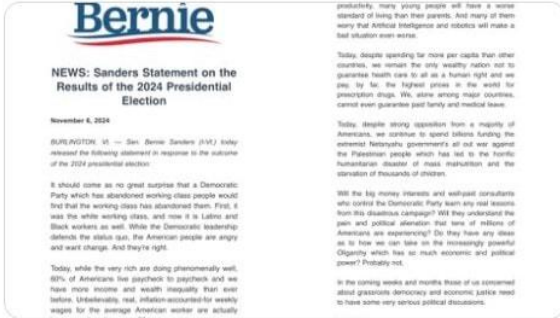 Bernie
NEWS: Sanders Statement on the
Results of the 2024 Presidential
Election
November 6, 2024
BURLINGTON, Vt. — Sen. Bernie Sanders (I-Vt.) today
released the following statement in response to the outcome
of the 2024 presidential election:
It should come as no great surprise that a Democratic
Party which has abandoned working class people would
find that the working class has abandoned them. First, it
was the white working class, and now it is Latino and
Black workers as well. While the Democratic leadership
defends the status quo, the American people are angry
and want change. And they're right.
Today, while the very rich are doing phenomenally well,
60% of Americans live paycheck to paycheck and we
have more income and wealth inequality than ever
before. Unbelievably, real, inflation-accounted-for weekly
wages for the average American worker are actually
productivity, many young people will have a worse
standard of living than their parents. And many of them
worry that Artificial Intelligence and robotics will make a
bad situation even worse.
Today, despite spending far more per capita than other
countries, we remain the only wealthy nation not to
guarantee health care to all as a human right and we
pay, by far, the highest prices in the world for
prescription drugs. We, alone among major countries,
cannot even guarantee paid family and medical leave.
Today, despite strong opposition from a majority of
Americans, we continue to spend billions funding the
extremist Netanyahu government's all out war against
the Palestinian people which has led to the horrific
humanitarian disaster of mass malnutrition and the
starvation of thousands of children.
Will the big money interests and well-paid consultants
who control the Democratic Party learn any real lessons
from this disastrous campaign? Will they understand the
pain and political alienation that tens of millions of
Americans are experiencing? Do they have any ideas
as to how we can take on the increasingly powerful
Oligarchy which has so much economic and political
power? Probably not.
In the coming weeks and months those of us concerned
about grassroots democracy and economic justice need
to have some very serious political discussions.